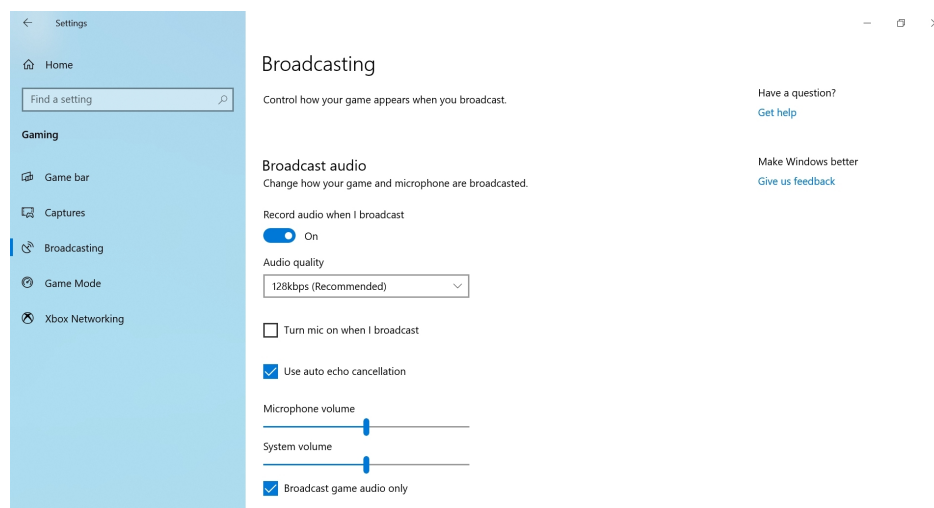 Settings
Home
Find a setting
Gaming
Game bar
Captures
Broadcasting
Game Mode
Xbox Networking
Broadcasting
Control how your game appears when you broadcast.
Broadcast audio
Change how your game and microphone are broadcasted.
Record audio when I broadcast
On
Audio quality
128kbps (Recommended)
Turn mic on when I broadcast
Use auto echo cancellation
Microphone volume
System volume
Broadcast game audio only
Have a question?
Get help
Make Windows better
Give us feedback